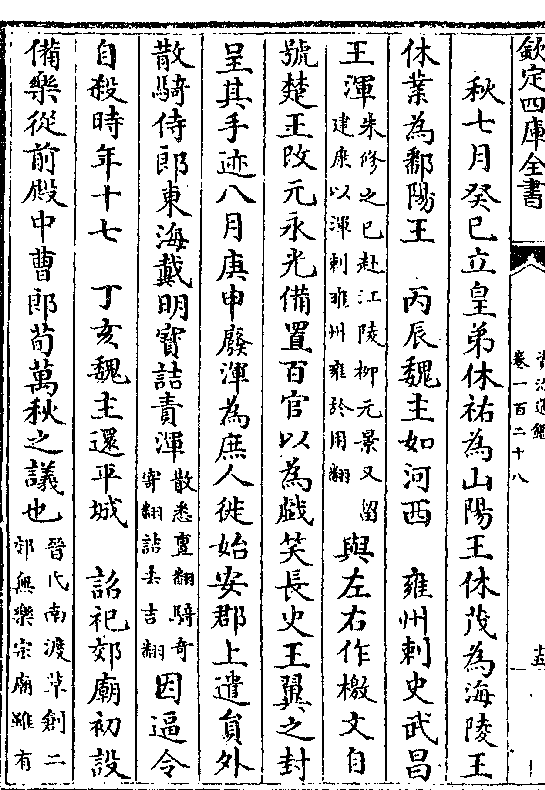 欽定四庫全書
資治通鑑
卷一百二十八
十五
秋七月癸巳立皇弟休祐為山陽王休茂為海陵王
休業為鄱陽王　丙辰魏主如河西　雍州刺史武昌
王渾朱修之已赴江陵柳元景又留建康以渾刺雍州雍於用翻與左右作檄文自
號楚王改元永光備置百官以為戲笑長史王翼之封
呈其手迹八月庚申廢渾為庶人徙始安郡上遣員外
散騎侍郎東海戴明寶詰責渾散悉亶翻騎奇寄翻詰去吉翻因逼令
自殺時年十七　丁亥魏主還平城　詔祀郊廟初設
備樂從前殿中曹郎荀萬秋之議也晉氏南渡草創二郊無樂宗廟雖有